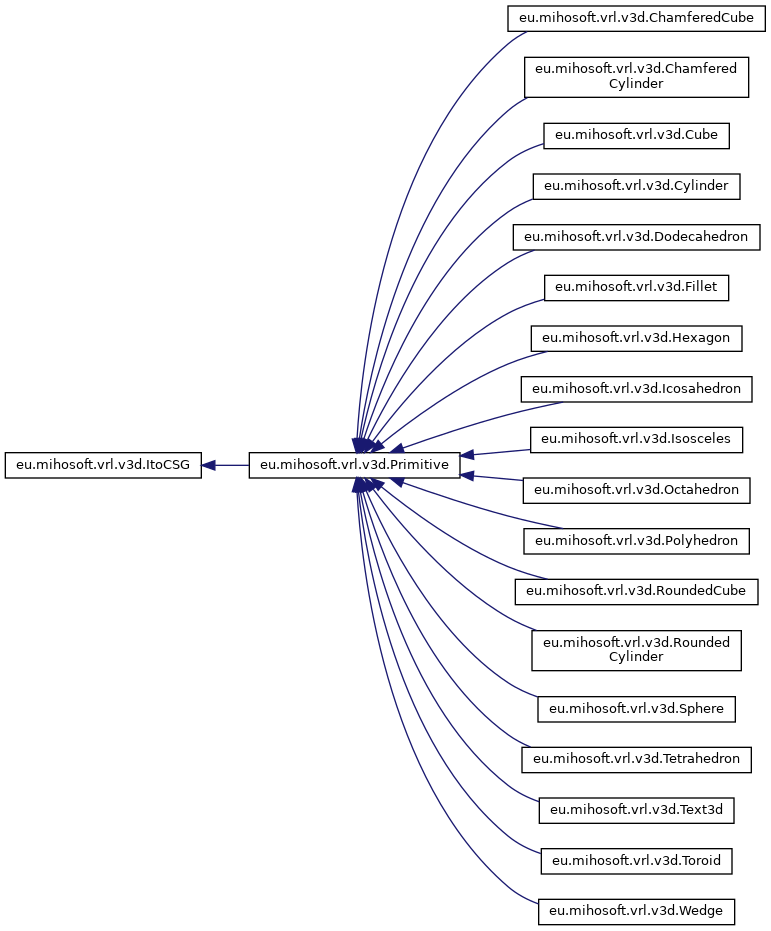 eu.mihosoft.vrl.v3d.ChamferedCube
eu.mihosoft.vrl.v3d.Chamfered
Cylinder
eu.mihosoft.vrl.v3d.Cube
eu.mihosoft.vrl.v3d.Cylinder
eu.mihosoft.vrl.v3d.Dodecahedron
eu.mihosoft.vrl.v3d.Fillet
eu.mihosoft.vrl.v3d.Hexagon
eu.mihosoft.vrl.v3d.Icosahedron
eu.mihosoft.vrl.v3d.Isosceles
eu.mihosoft.vrl.v3d.ItoCSG
eu.mihosoft.vrl.v3d.Primitive
eu.mihosoft.vrl.v3d.Octahedron
eu.mihosoft.vrl.v3d.Polyhedron
eu.mihosoft.vrl.v3d.RoundedCube
eu.mihosoft.vrl.v3d.Rounded
Cylinder
eu.mihosoft.vrl.v3d.Sphere
eu.mihosoft.vrl.v3d.Tetrahedron
eu.mihosoft.vrl.v3d.Text3d
eu.mihosoft.vrl.v3d.Toroid
eu.mihosoft.vrl.v3d.Wedge